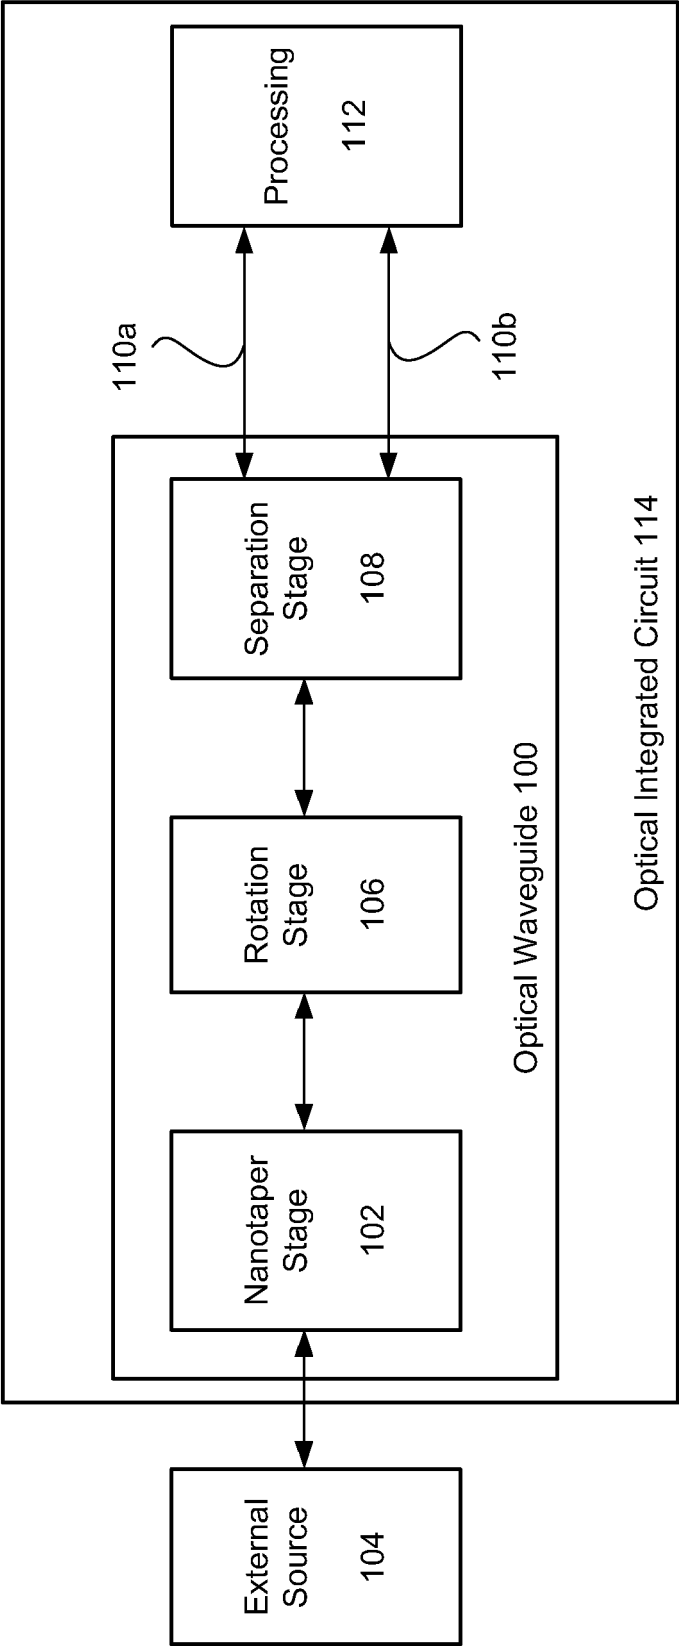 110a
110b
External
Source
104
Nanotaper
Stage
102
Rotation
Stage
106
Separation
Stage
108
Processing
112
Optical Waveguide 100
Optical Integrated Circuit 114